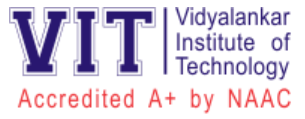 VIT
Vidyalankar
Institute of
Technology
Accredited A+ by NAAC